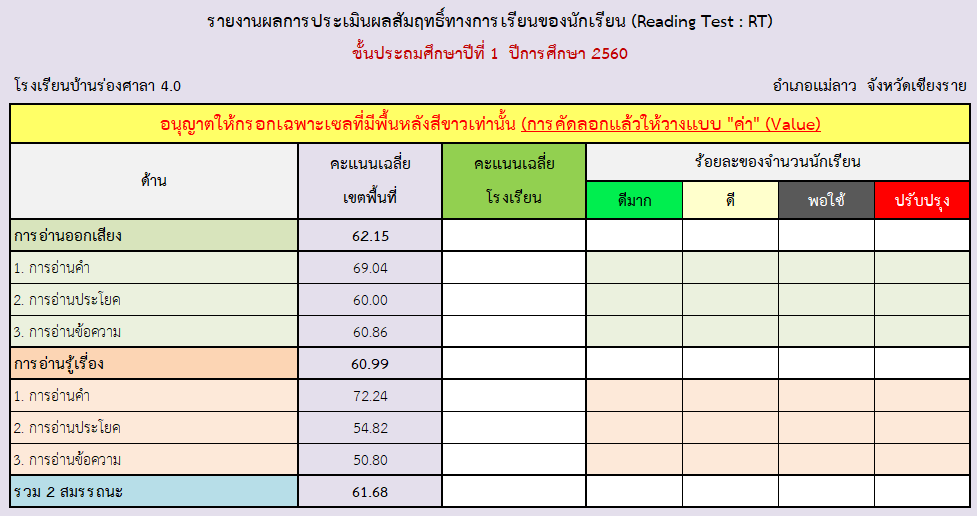 รายงานผลการประเมินผลสัมฤทธิ์ทางการเรียนของนักเรียน (Reading Test : RT)
ชั้นประถมศึกษาปีที่ 1 ปีการศึกษา 2560
โรงเรียนบ้านร่องศาลา 4.0 อำเภอแม่ลาว จังหวัดเชียงราย
อนุญาตให้กรอกเฉพาะเซลที่มีพื้นหลังสีขาวเท่านั้น (การคัดลอกแล้วให้วางแบบ "ค่า" (Value)
ด้าน คะแนนเฉลี่ย เขตพื้นที่ คะแนนเฉลี่ย โรงเรียน ร้อยละของจำนวนนักเรียน
ดีมาก ดี พอใช้ ปรับปรุง
การอ่านออกเสียง 62.15
1. การอ่านคำ 69.04
2. การอ่านประโยค 60.00
3. การอ่านข้อความ 60.86
การอ่านรู้เรื่อง 60.99
1. การอ่านคำ 72.24
2. การอ่านประโยค 54.82
3. การอ่านข้อความ 50.80
รวม 2 สมรรถนะ 61.68